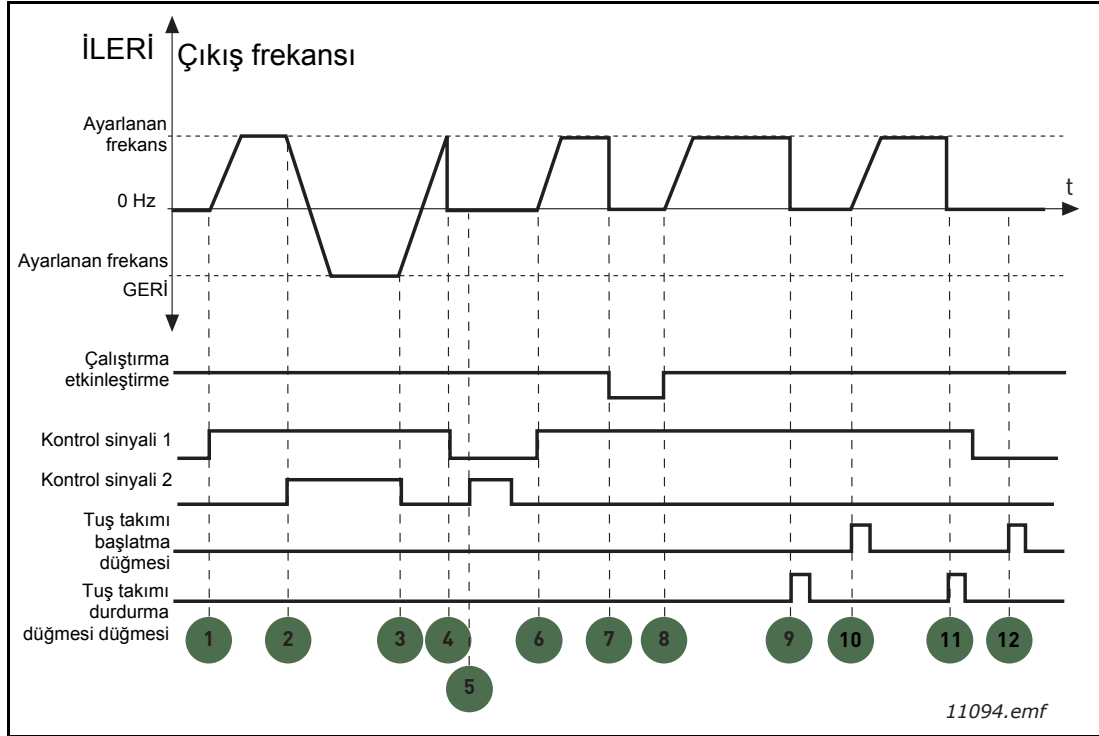 İLERİ
Çıkış frekansı
Ayarlanan
frekans
0 Hz
t
Ayarlanan frekans
GERİ
Çalıştırma
etkinleştirme
Kontrol sinyali 1
Kontrol sinyali 2
Tuş takımı
başlatma
düğmesi
Tuş takımı
durdurma
düğmesi düğmesi
1 2 3 4 6 7 8 9 10 11 12
5
11094.emf